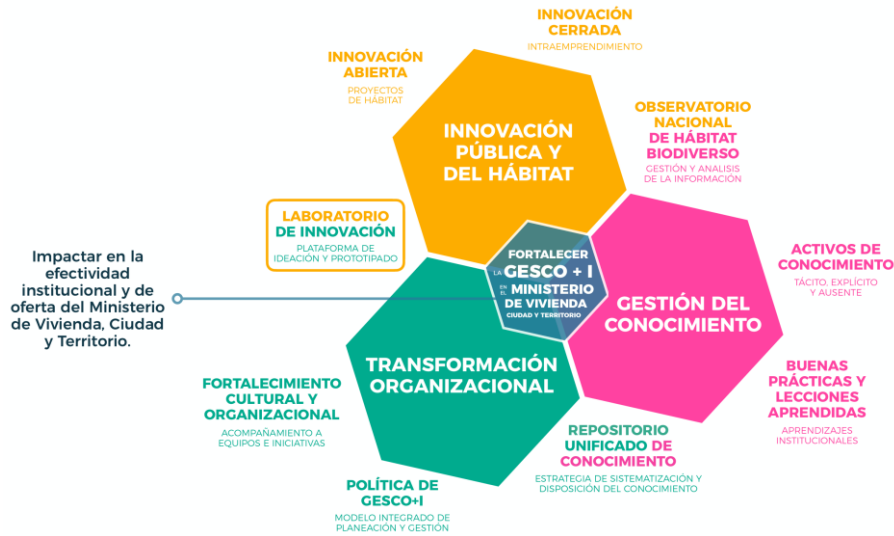 INNOVACIÓN
CERRADA
INTRAEMPRENDIMIENTO
INNOVACIÓN
ABIERTA
PROYECTOS
DE HÁBITAT
INNOVACIÓN
PÚBLICA Y
DEL HÁBITAT
OBSERVATORIO
NACIONAL
DE HÁBITAT
BIODIVERSO
GESTIÓN Y ANALISIS
DE LA INFORMACIÓN
LABORATORIO
DE INNOVACIÓN
PLATAFORMA DE
IDEACIÓN Y PROTOTIPADO
Impactar en la
efectividad
institucional y de
oferta del Ministerio
de Vivienda, Ciudad
y Territorio.
FORTALECER
LA GESCO + I
EN EL MINISTERIO
DE VIVIENDA
CIUDAD Y TERRITORIO
ACTIVOS DE
CONOCIMIENTO
TÁCITO, EXPLÍCITO
Y AUSENTE
GESTIÓN DEL
CONOCIMIENTO
TRANSFORMACIÓN
ORGANIZACIONAL
BUENAS
PRÁCTICAS Y
LECCIONES
APRENDIDAS
APRENDIZAJES
INSTITUCIONALES
FORTALECIMIENTO
CULTURAL Y
ORGANIZACIONAL
ACOMPAÑAMIENTO A
EQUIPOS E INICIATIVAS
REPOSITORIO
UNIFICADO DE
CONOCIMIENTO
ESTRATEGIA DE SISTEMATIZACIÓN Y
DISPOSICIÓN DEL CONOCIMIENTO
POLÍTICA DE
GESCO+I
MODELO INTEGRADO DE
PLANEACIÓN Y GESTIÓN